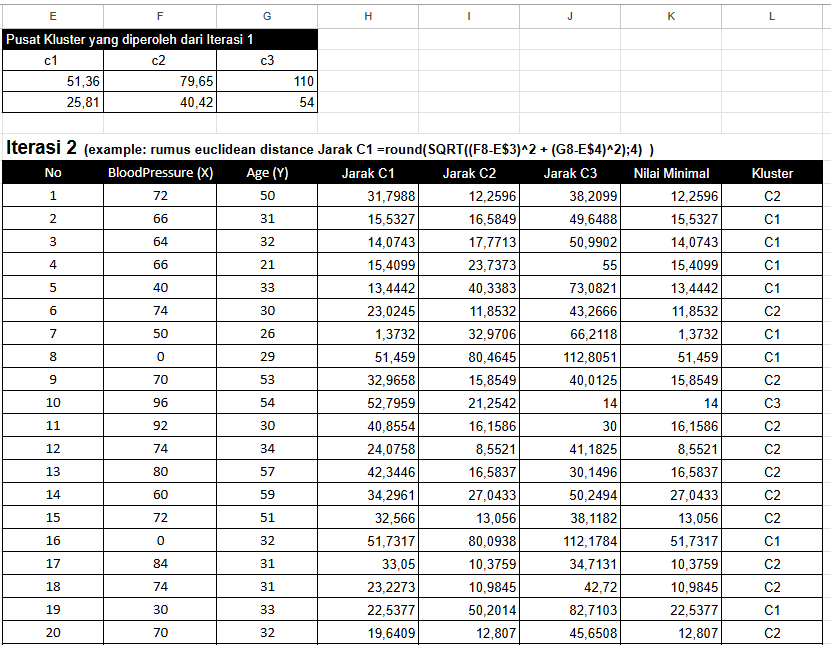 E F G H I J K L
Pusat Kluster yang diperoleh dari Iterasi 1
c1 c2 c3
51,36 79,65 110
25,81 40,42 54
Iterasi 2 (example: rumus euclidean distance Jarak C1 =round(SQRT((F8-E$3)^2 + (G8-E$4)^2);4) )
No BloodPressure (X) Age (Y) Jarak C1 Jarak C2 Jarak C3 Nilai Minimal Kluster
1 72 50 31,7988 12,2596 38,2099 12,2596 C2
2 66 31 15,5327 16,5849 49,6488 15,5327 C1
3 64 32 14,0743 17,7713 50,9902 14,0743 C1
4 66 21 15,4099 23,7373 55 15,4099 C1
5 40 33 13,4442 40,3383 73,0821 13,4442 C1
6 74 30 23,0245 11,8532 43,2666 11,8532 C2
7 50 26 1,3732 32,9706 66,2118 1,3732 C1
8 0 29 51,459 80,4645 112,8051 51,459 C1
9 70 53 32,9658 15,8549 40,0125 15,8549 C2
10 96 54 52,7959 21,2542 14 14 C3
11 92 30 40,8554 16,1586 30 16,1586 C2
12 74 34 24,0758 8,5521 41,1825 8,5521 C2
13 80 57 42,3446 16,5837 30,1496 16,5837 C2
14 60 59 34,2961 27,0433 50,2494 27,0433 C2
15 72 51 32,566 13,056 38,1182 13,056 C2
16 0 32 51,7317 80,0938 112,1784 51,7317 C1
17 84 31 33,05 10,3759 34,7131 10,3759 C2
18 74 31 23,2273 10,9845 42,72 10,9845 C2
19 30 33 22,5377 50,2014 82,7103 22,5377 C1
20 70 32 19,6409 12,807 45,6508 12,807 C2